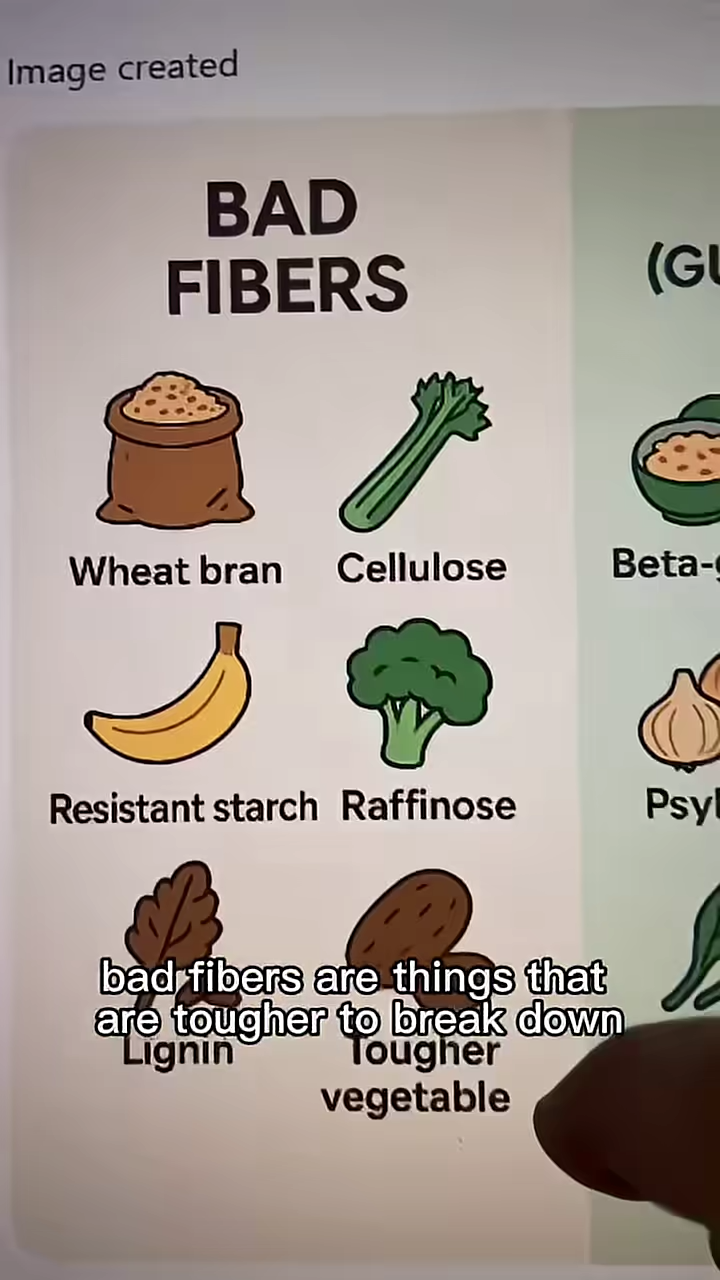 Image created
BAD
FIBERS
(GU
Wheat bran
Cellulose
Beta-g
Resistant starch
Raffinose
Psyl
bad fibers are things that
are tougher to break down
Lignin
Tougher
vegetable